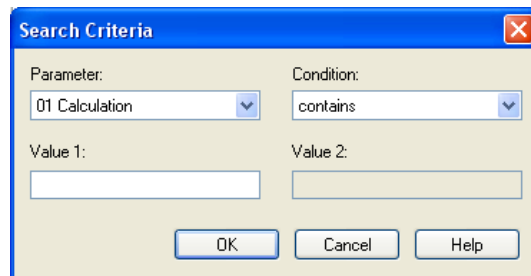 Search Criteria
Parameter: Condition:
01 Calculation contains
Value 1: Value 2:
OK Cancel Help